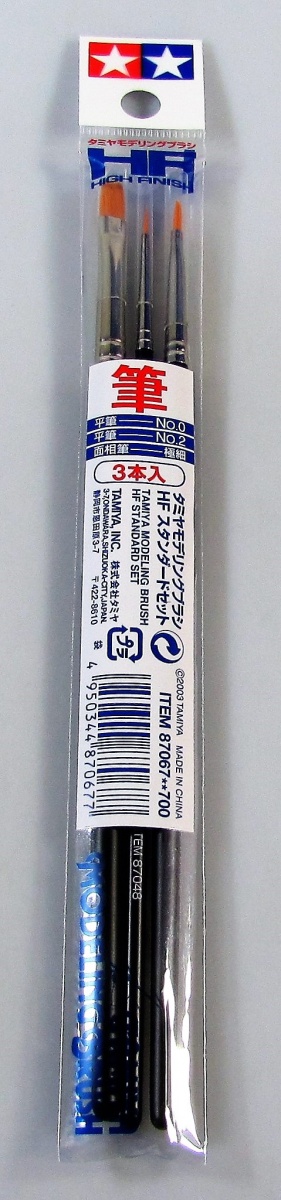 タミヤモデリングブラシ
HF
HIGH FINISH
筆
平筆 No.0
平筆 No.2
面相筆 極細
3本入
タミヤモデリングブラシ
HF スタンダードセット
TAMIYA MODELING BRUSH
HF STANDARD SET
TAMIYA, INC. 株式会社タミヤ
3-7, ONDAWARA, SHIZUOKA-CITY, JAPAN.
静岡市恩田原3-7 〒422-8610
プラ
袋
©2003 TAMIYA MADE IN CHINA
ITEM 87067**700
4 950344 870677
ITEM 87048
MODELING BRUSH